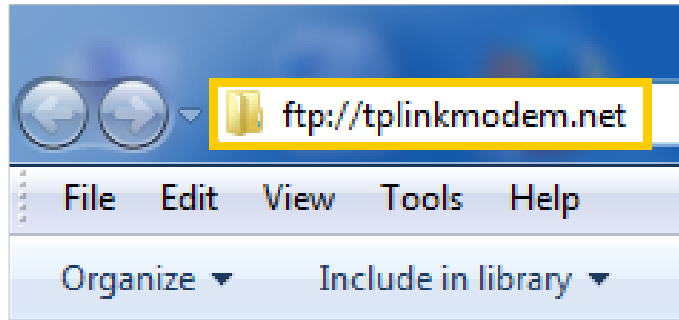 ftp://tplinkmodem.net
File Edit View Tools Help
Organize Include in library